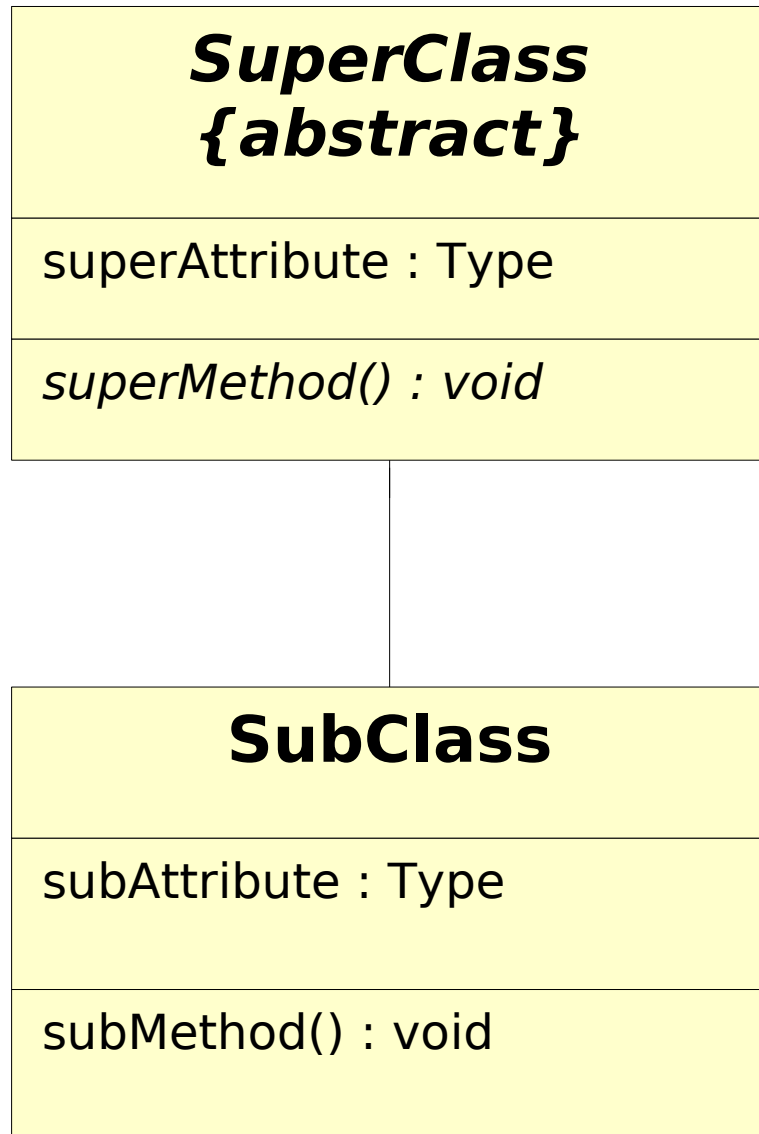 SuperClass
{abstract}
superAttribute : Type
superMethod() : void
SubClass
subAttribute : Type
subMethod() : void